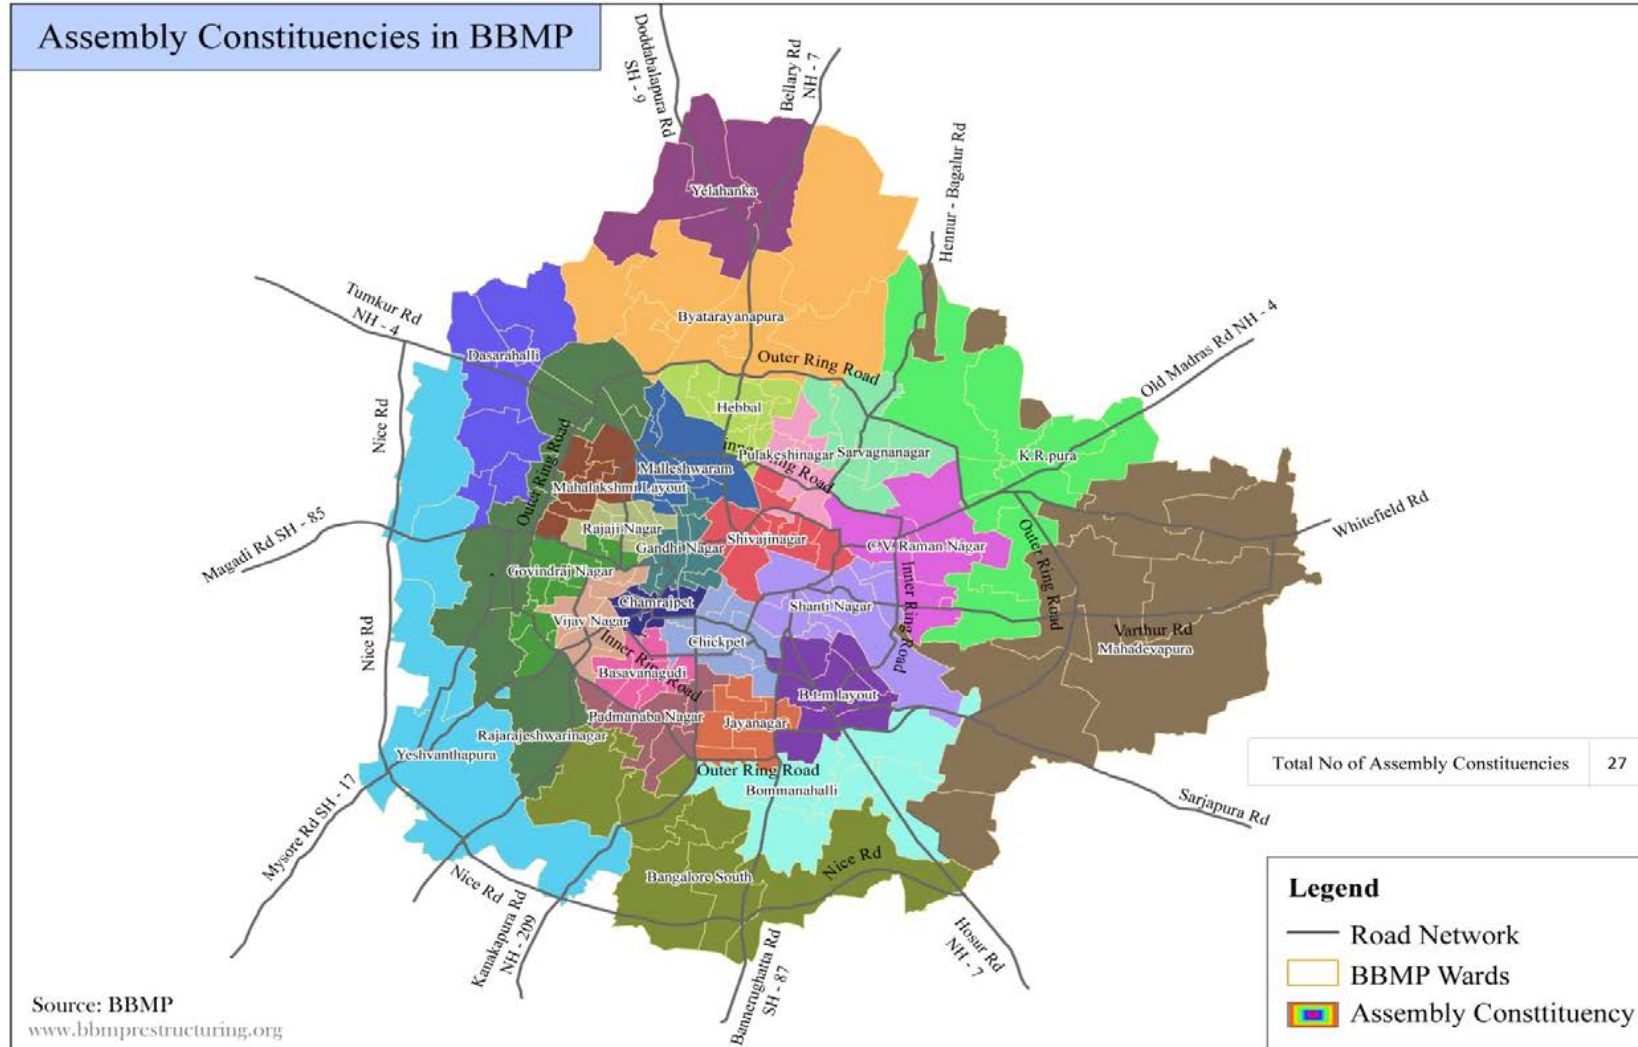 Assembly Constituencies in BBMP
Doddabalapura Rd
SH - 9
Bellary Rd
NH - 7
Hennur - Bagalur Rd
Yelahanka
Tumkur Rd
NH - 4
Byatarayanapura
Dasarahalli
Outer Ring Road
Old Madras Rd NH - 4
Nice Rd
Hebbal
Outer Ring Road
Inner Ring Road
Pulakeshinagar
Sarvagnanagar
K.R.pura
Malleshwaram
Mahalakshmi Layout
Magadi Rd SH - 85
Rajaji Nagar
Gandhi Nagar
Shivajinagar
C.V. Raman Nagar
Outer Ring Road
Whitefield Rd
Govindraj Nagar
Chamrajpet
Shanti Nagar
Inner Ring Road
Nice Rd
Vijay Nagar
Chickpet
Varthur Rd
Mahadevapura
Inner Ring Road
Basavanagudi
B.t.m layout
Padmanaba Nagar
Jayanagar
Rajarajeshwarinagar
Yeshvanthapura
Outer Ring Road
Bommanahalli
Total No of Assembly Constituencies 27
Sarjapura Rd
Mysore Rd SH - 17
Nice Rd
Bangalore South
Nice Rd
Kanakapura Rd
NH - 209
Bannerughatta Rd
SH - 87
Hosur Rd
NH - 7
Legend
Road Network
BBMP Wards
Assembly Consttituency
Source: BBMP
www.bbmprestructuring.org